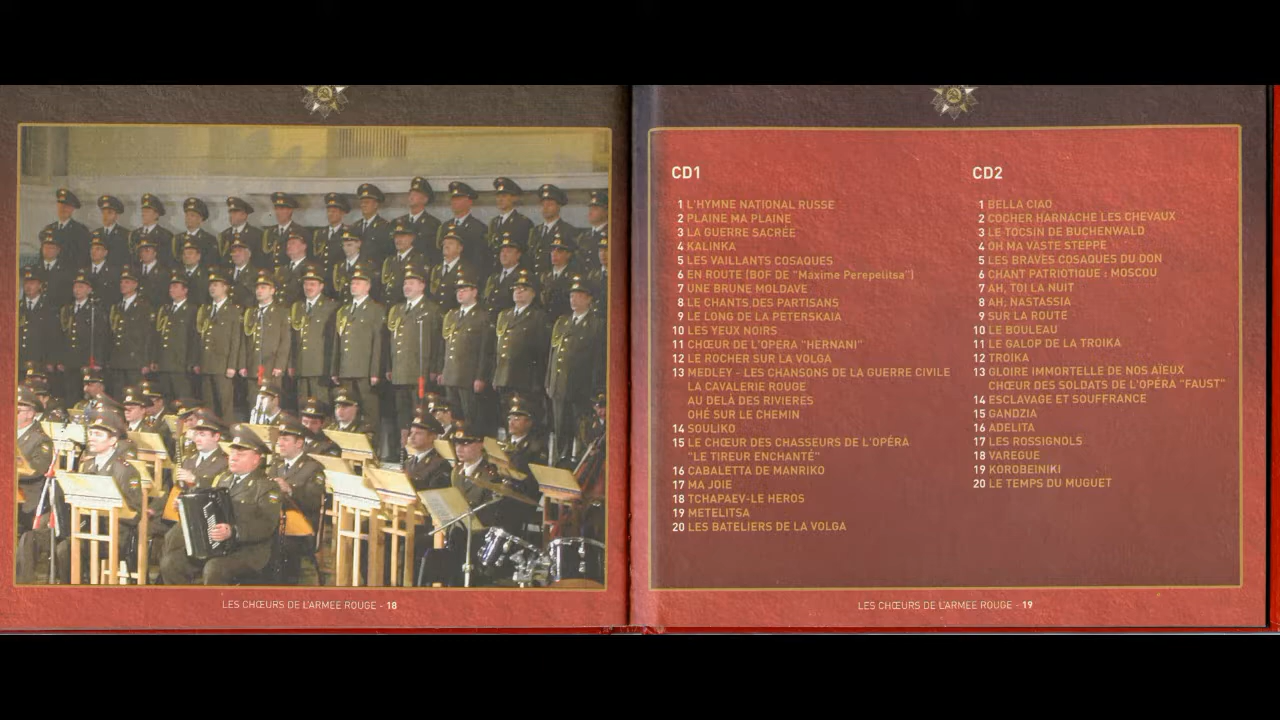 LES CHŒURS DE L'ARMEE ROUGE - 18
CD1
1 L'HYMNE NATIONAL RUSSE
2 PLAINE MA PLAINE
3 LA GUERRE SACRÉE
4 KALINKA
5 LES VAILLANTS COSAQUES
6 EN ROUTE (BOF DE "Maxime Perepelitsa")
7 UNE BRUNE MOLDAVE
8 LE CHANTS DES PARTISANS
9 LE LONG DE LA PETERSKAIA
10 LES YEUX NOIRS
11 CHŒUR DE L'OPERA "HERNANI"
12 LE ROCHER SUR LA VOLGA
13 MEDLEY - LES CHANSONS DE LA GUERRE CIVILE
LA CAVALERIE ROUGE
AU DELÀ DES RIVIERES
OHÉ SUR LE CHEMIN
14 SOULIKO
15 LE CHŒUR DES CHASSEURS DE L'OPÉRA
"LE TIREUR ENCHANTÉ"
16 CABALETTA DE MANRIKO
17 MA JOIE
18 TCHAPAEV-LE HEROS
19 METELITSA
20 LES BATELIERS DE LA VOLGA
CD2
1 BELLA CIAO
2 COCHER HARNACHE LES CHEVAUX
3 LE TOCSIN DE BUCHENWALD
4 OH MA VASTE STEPPE
5 LES BRAVES COSAQUES DU DON
6 CHANT PATRIOTIQUE : MOSCOU
7 AH, TOI LA NUIT
8 AH, NASTASSIA
9 SUR LA ROUTE
10 LE BOULEAU
11 LE GALOP DE LA TROIKA
12 TROIKA
13 GLOIRE IMMORTELLE DE NOS AÏEUX
CHŒUR DES SOLDATS DE L'OPÉRA "FAUST"
14 ESCLAVAGE ET SOUFFRANCE
15 GANDZIA
16 ADELITA
17 LES ROSSIGNOLS
18 VAREGUE
19 KOROBEINIKI
20 LE TEMPS DU MUGUET
LES CHŒURS DE L'ARMEE ROUGE - 19